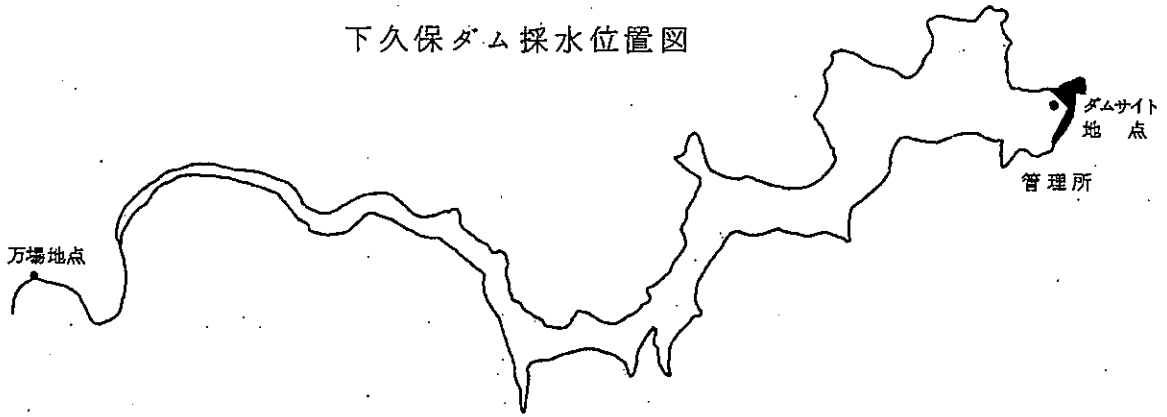 下久保ダム採水位置図
ダムサイト
地点
管理所
万場地点